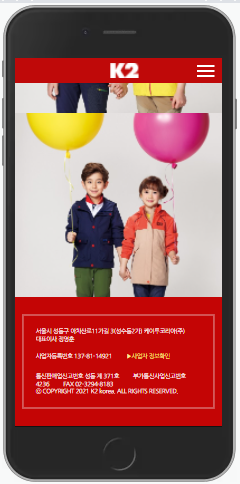 K2
서울시 성동구 아차산로11가길 3(성수동2가) 케이투코리아(주)
대표이사 정영훈
사업자등록번호 137-81-14921 ▶사업자 정보확인
통신판매업신고번호 성동 제 371호 부가통신사업신고번호
4236 FAX 02-3294-8183
ⓒ COPYRIGHT 2021 K2 korea. ALL RIGHTS RESERVED.